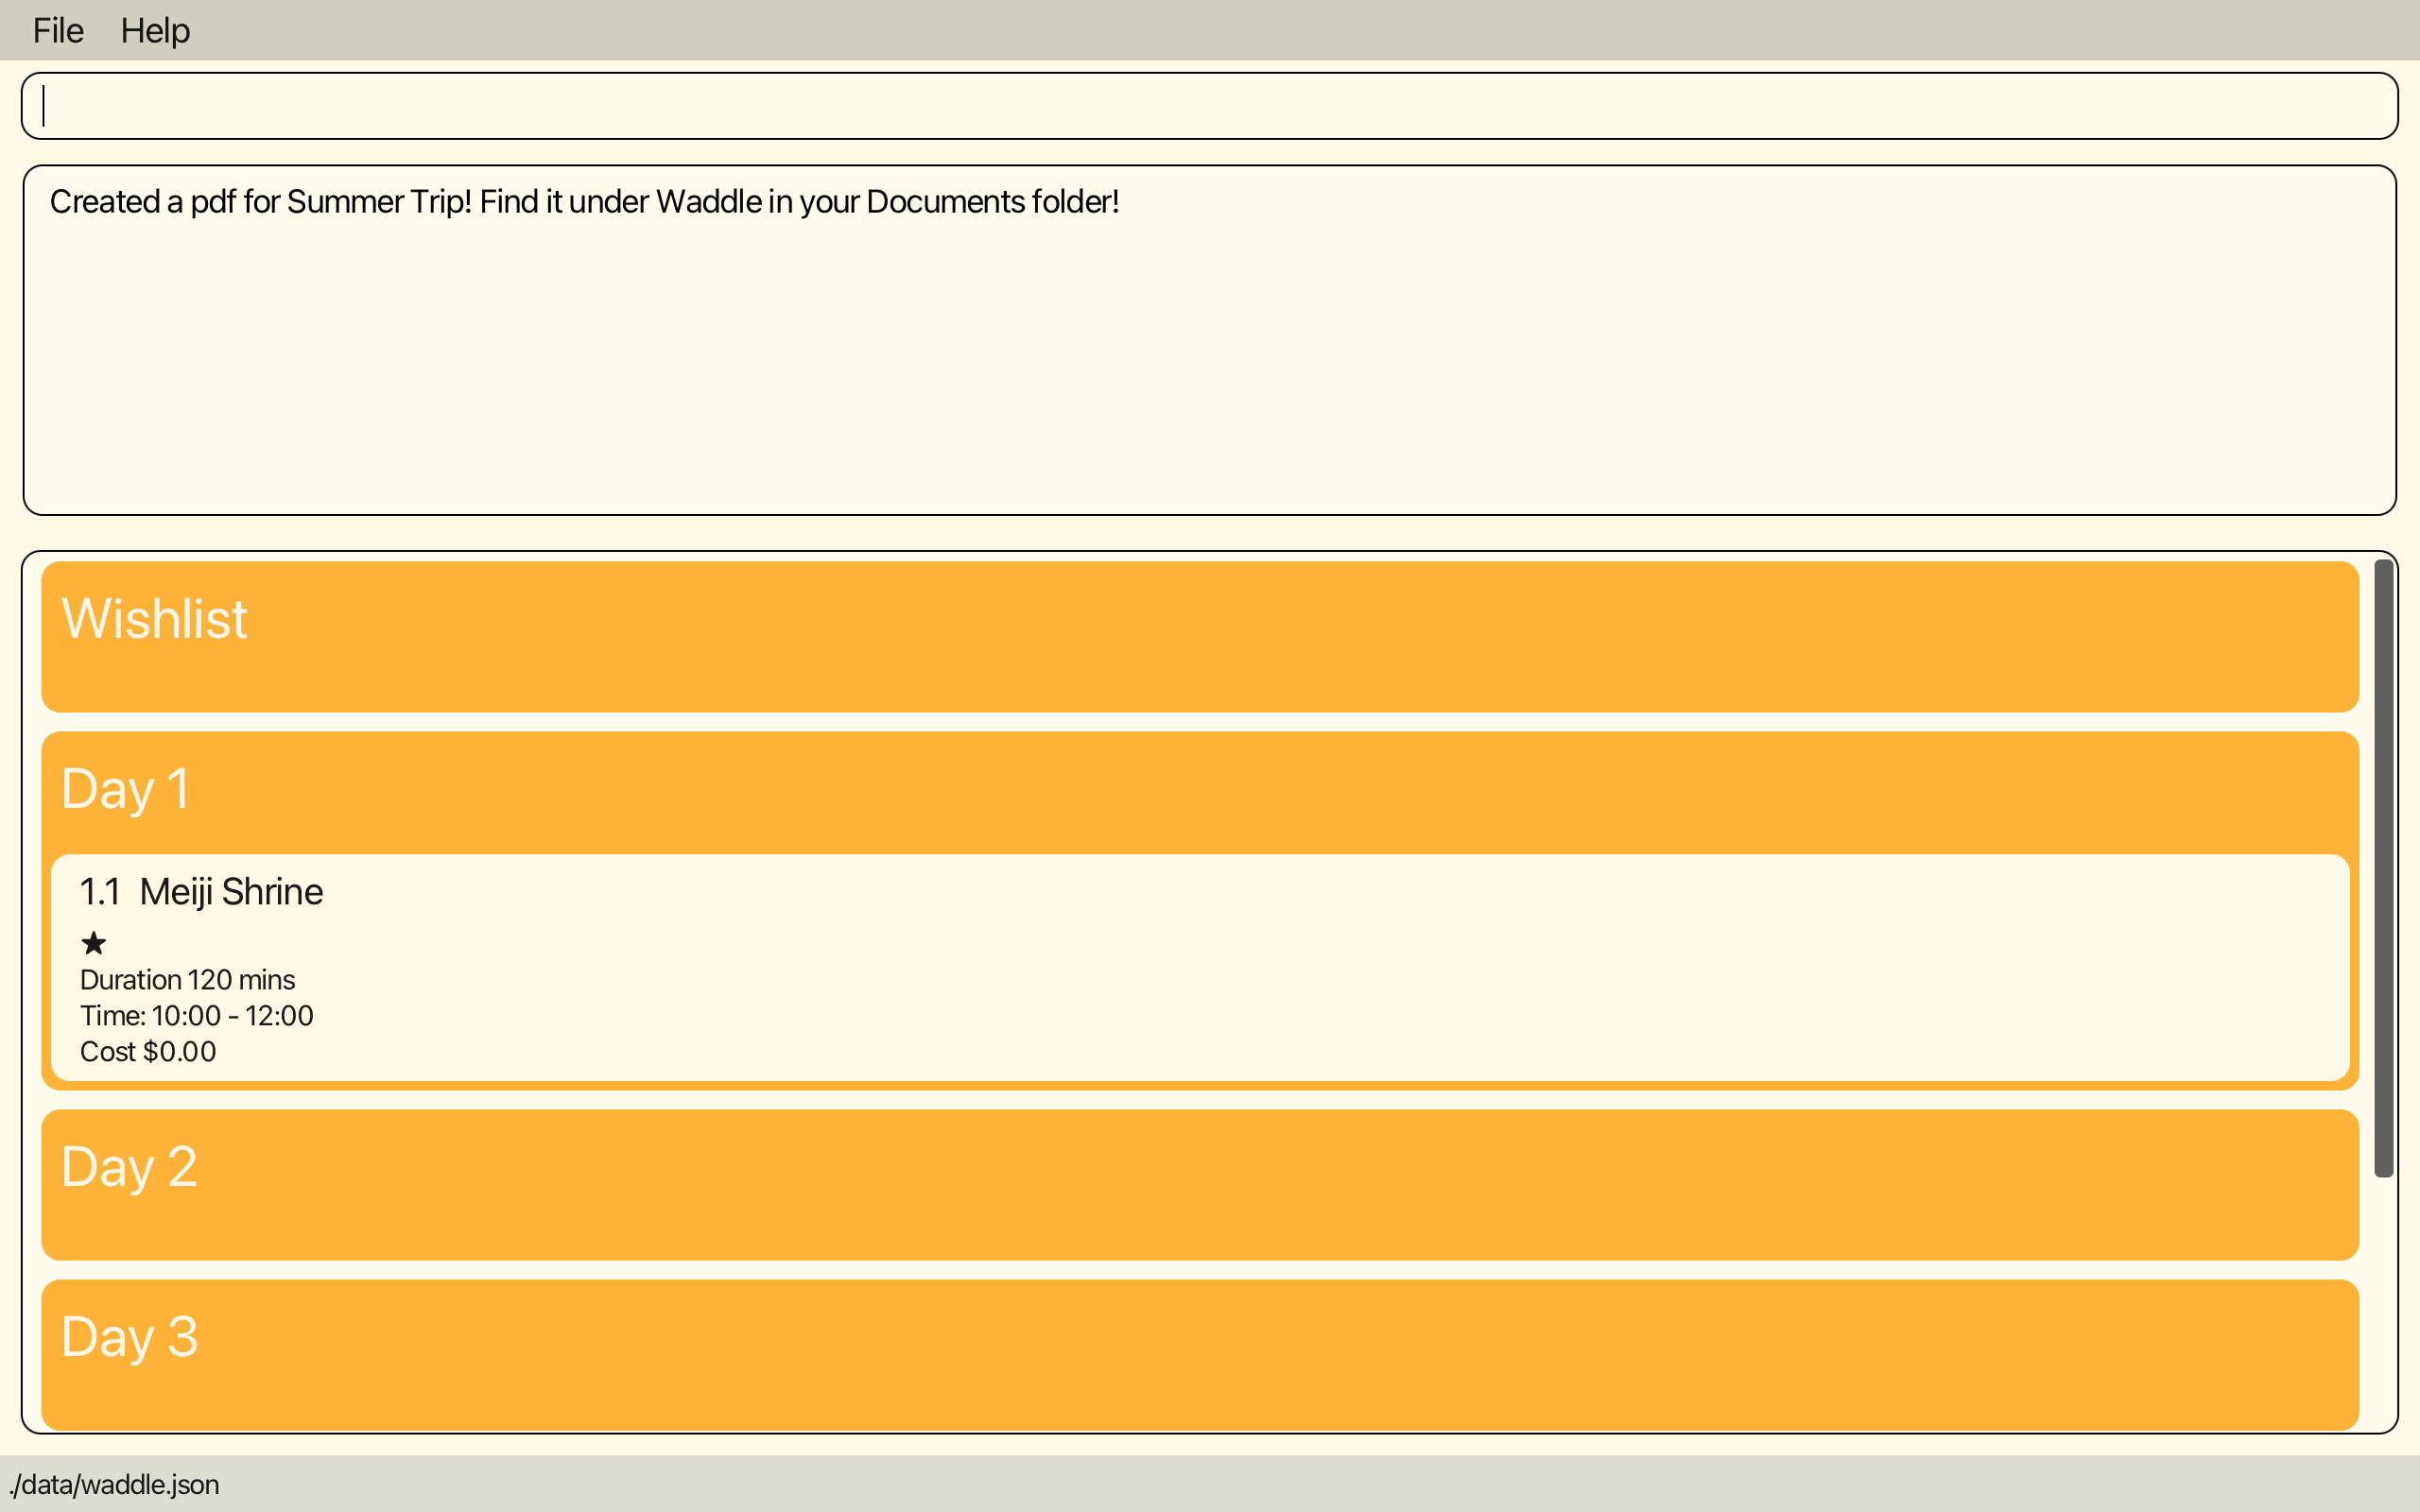 File Help
Created a pdf for Summer Trip! Find it under Waddle in your Documents folder!
Wishlist
Day 1
1.1 Meiji Shrine
★
Duration 120 mins
Time: 10:00 - 12:00
Cost $0.00
Day 2
Day 3
./data/waddle.json